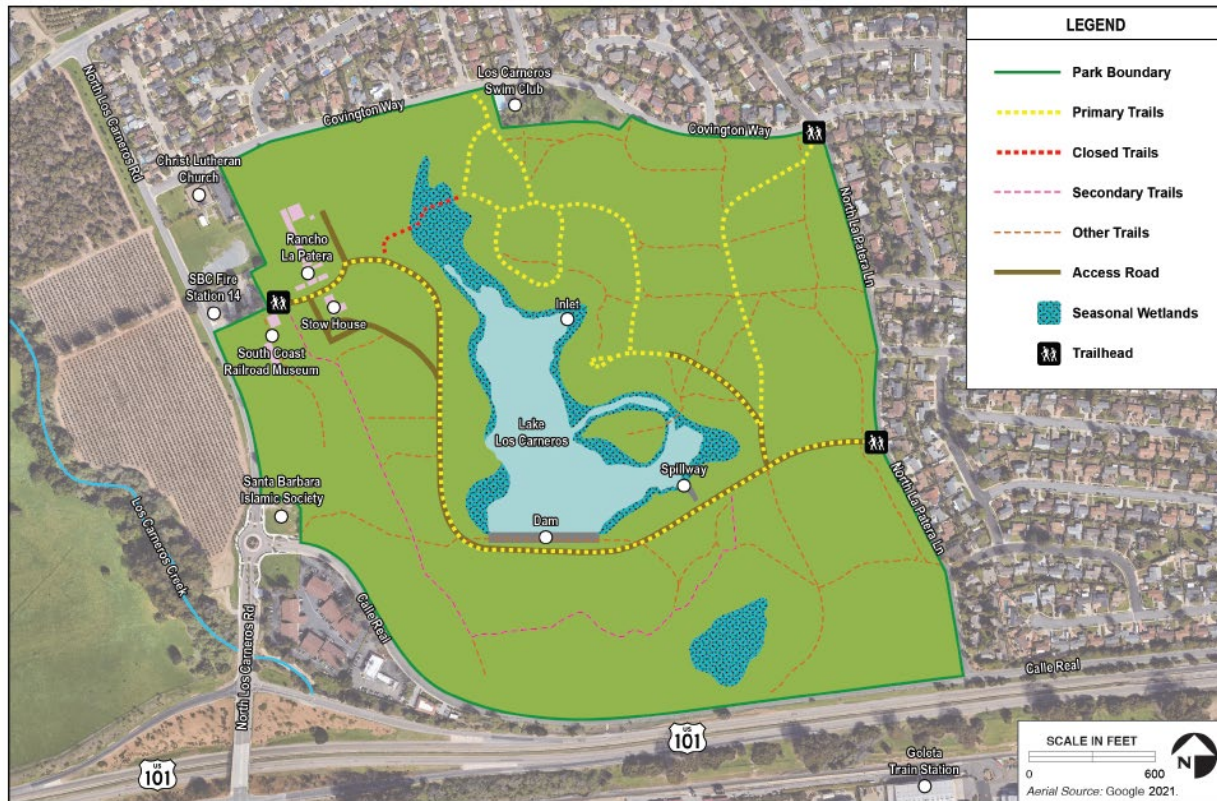 LEGEND
Park Boundary
Primary Trails
Closed Trails
Secondary Trails
Other Trails
Access Road
Seasonal Wetlands
Trailhead
North Los Carneros Rd
Covington Way
Los Carneros
Swim Club
Covington Way
Christ Lutheran
Church
Rancho
La Patera
SBC Fire
Station 14
Stow House
South Coast
Railroad Museum
Inlet
North La Patera Ln
Lake
Los Carneros
Spillway
Santa Barbara
Islamic Society
Dam
North La Patera Ln
Los Carneros Creek
Calle Real
North Los Carneros Rd
Calle Real
US
101
US
101
Goleta
Train Station
SCALE IN FEET
0
600
N
Aerial Source: Google 2021.